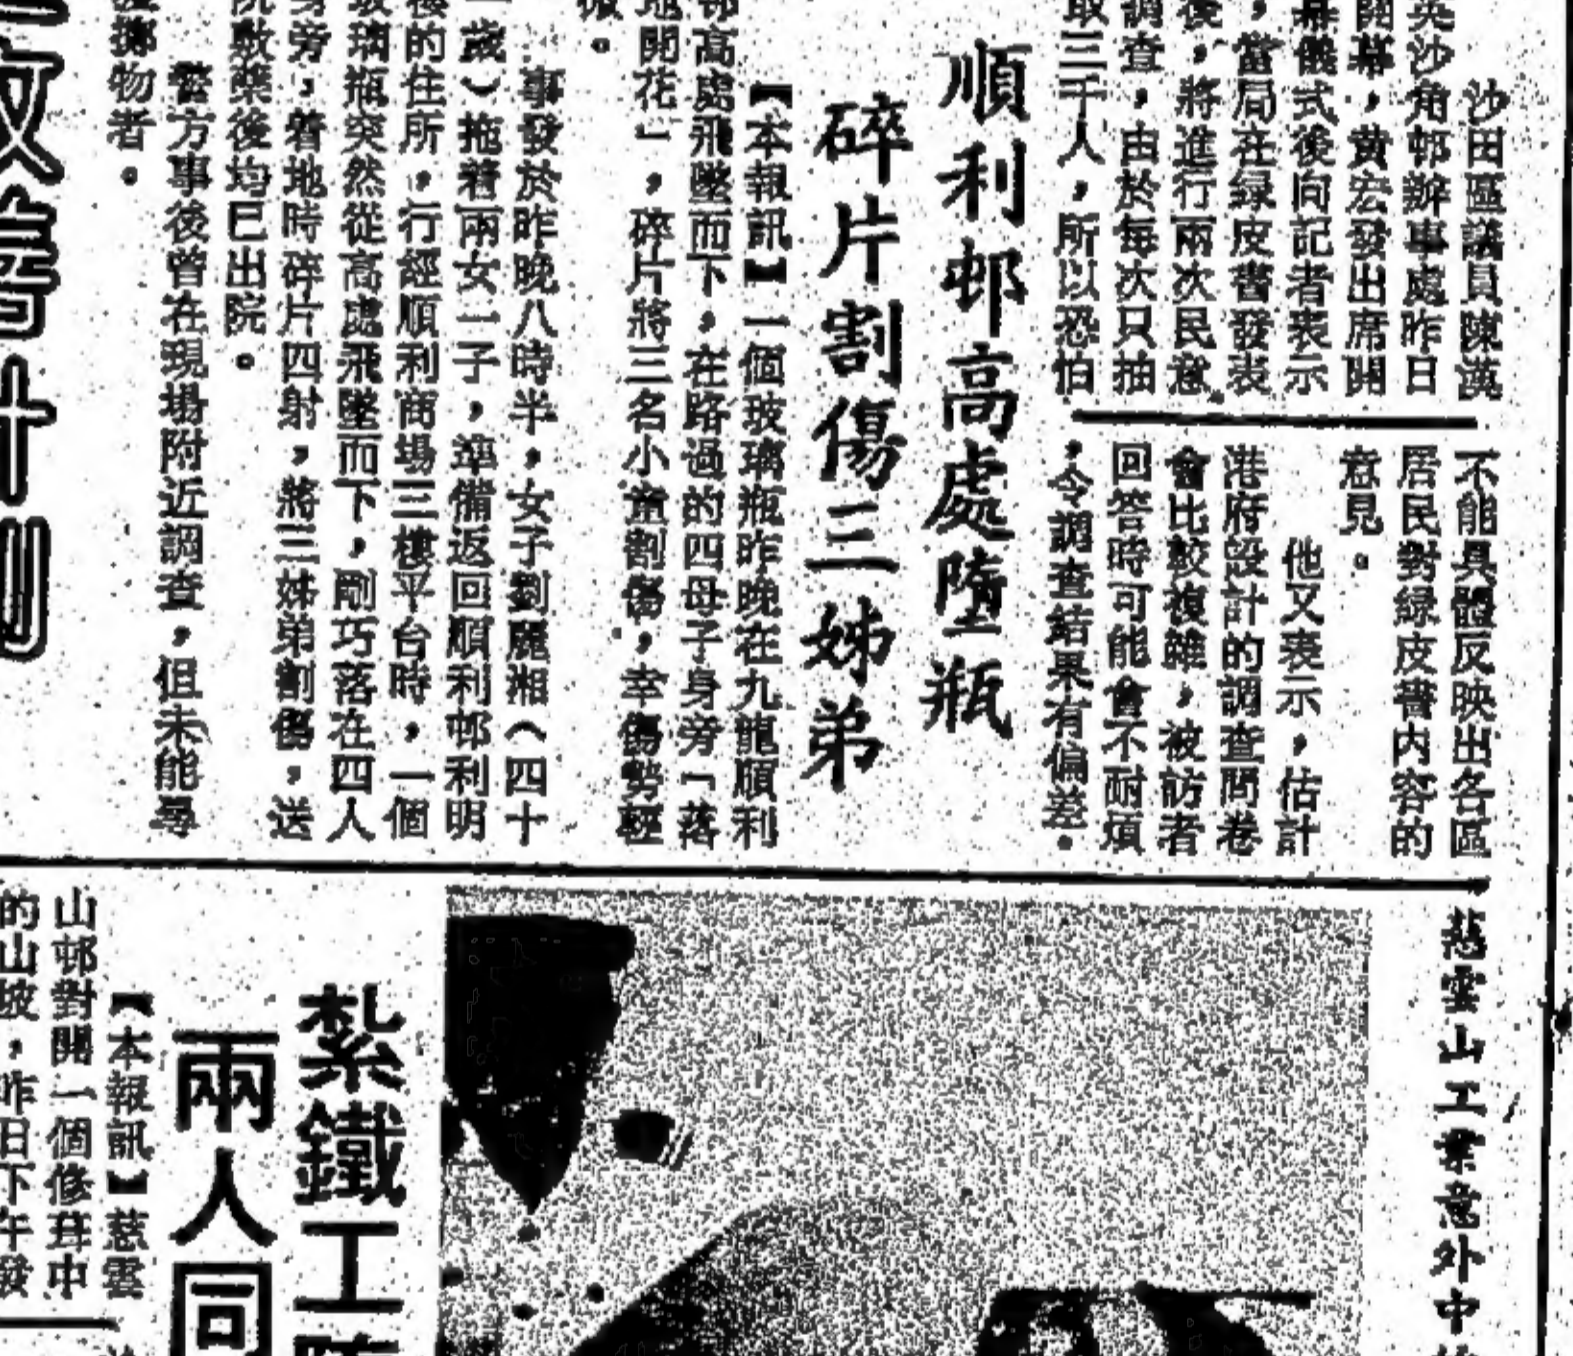 沙田區議員陳漢
英沙角邨辦事處昨日
開幕，黄宏發出席開
幕儀式後向記者表示
，當局在緑皮書發表
後，將進行兩次民意
調查，由於每次只抽
取三千人，所以恐怕
不能具體反映出各區
居民對緑皮書内容的
意見。
他又表示，估計
港府設計的調查問卷
會比較複雜，被訪者
回答時可能會不耐煩
，令調查結果有偏差。
順利邨高處墮瓶
碎片割傷三姊弟
【本報訊】一個玻璃瓶昨晚在九龍順利
邨高處飛墜而下，在路過的四母子身旁「落
地開花」，碎片將三名小童割傷，幸傷勢輕
微。
事發於昨晚八時半，女子劉麗湘（四十
一歲）拖着兩女一子，準備返回順利邨利明
樓的住所，行經順利商場三樓平台時，一個
玻璃瓶突然從高處飛墜而下，剛巧落在四人
身旁，着地時碎片四射，將三姊弟割傷，送
院敷藥後均已出院。
警方事後曾在現場附近調查，但未能尋
擲物者。
改善計劃
慈雲山工業意外中
紮鐵工
兩人同
【本報訊】慈雲
山邨對開一個修葺中
的山坡，昨日下午發